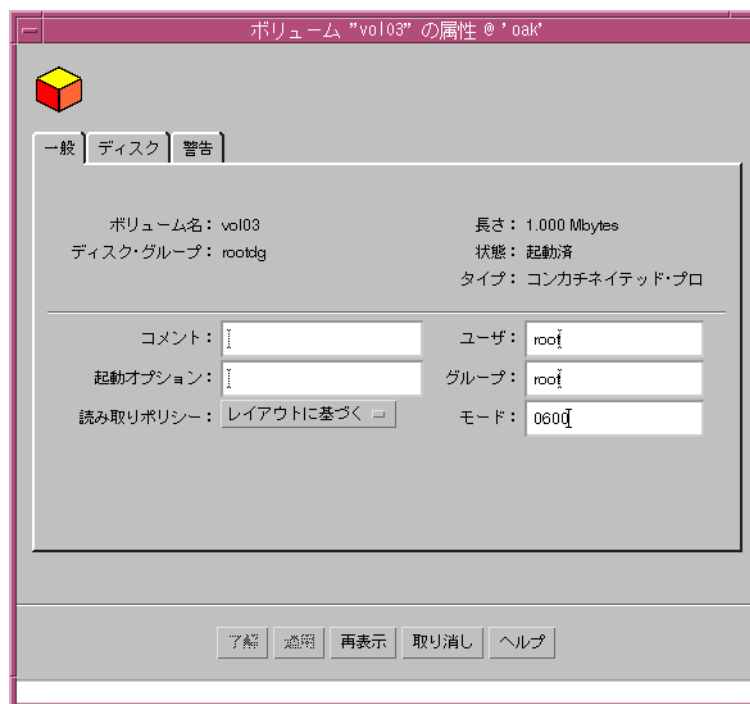 ボリューム "vol03" の属性 @ 'oak'
一般 ディスク 警告
ボリューム名： vol03 長さ： 1.000 Mbytes
ディスク・グループ： rootdg 状態： 起動済
タイプ： コンカチネイテッド・プロ
コメント： ユーザ： root
起動オプション： グループ： root
読み取りポリシー： レイアウトに基づく モード： 0600
了解 適用 再表示 取り消し ヘルプ